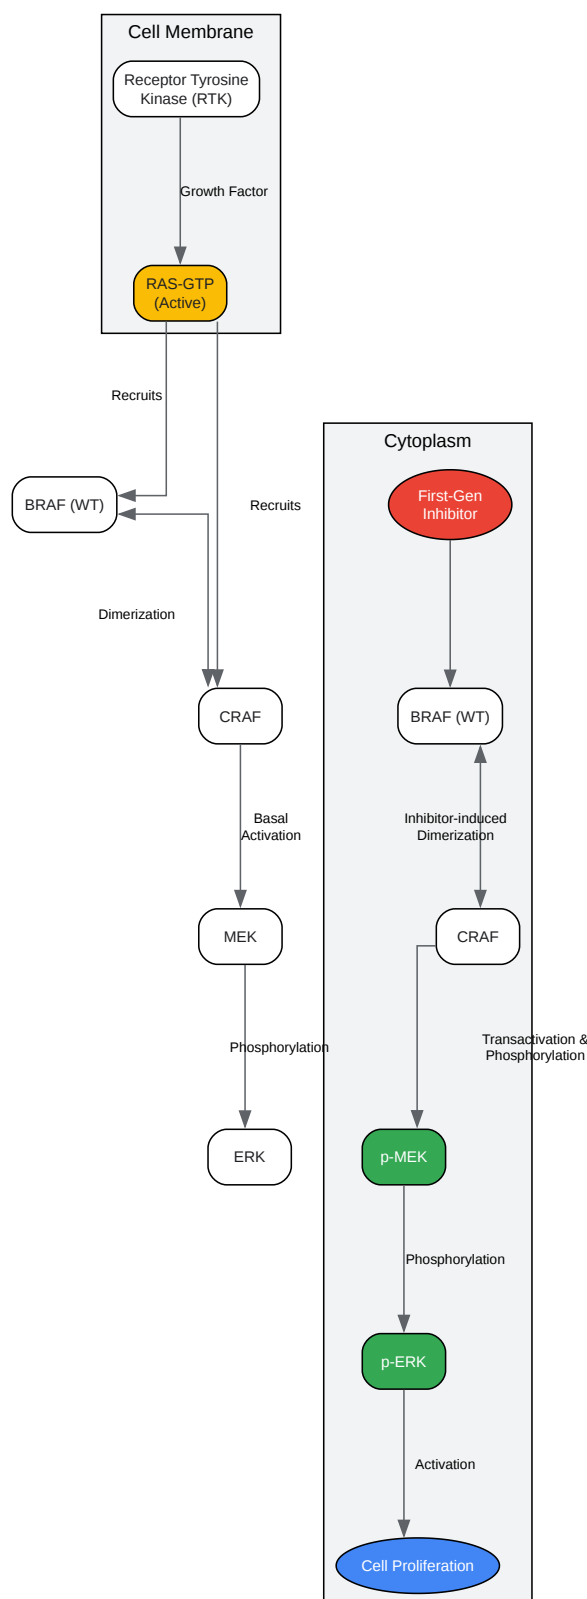 Cell Membrane
Receptor Tyrosine
Kinase (RTK)
Growth Factor
RAS-GTP
(Active)
Recruits
BRAF (WT)
Recruits
Dimerization
CRAF
Basal
Activation
MEK
Phosphorylation
ERK
Cytoplasm
First-Gen
Inhibitor
BRAF (WT)
Inhibitor-induced
Dimerization
CRAF
Transactivation &
Phosphorylation
p-MEK
Phosphorylation
p-ERK
Activation
Cell Proliferation